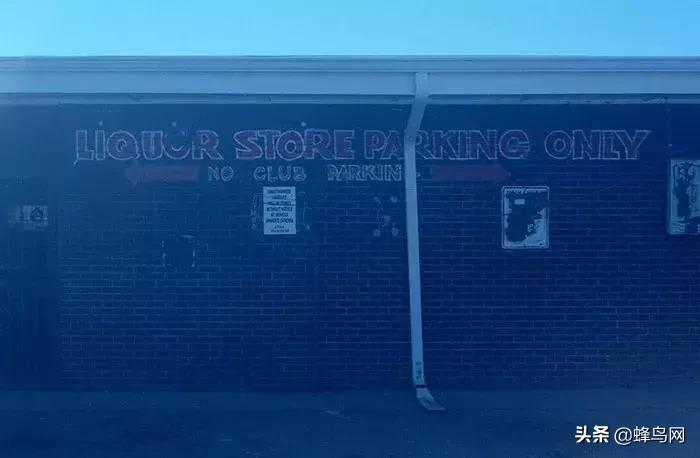 LIQUOR STORE PARKING ONLY
NO CLUB PARKIN
头条 @蜂鸟网